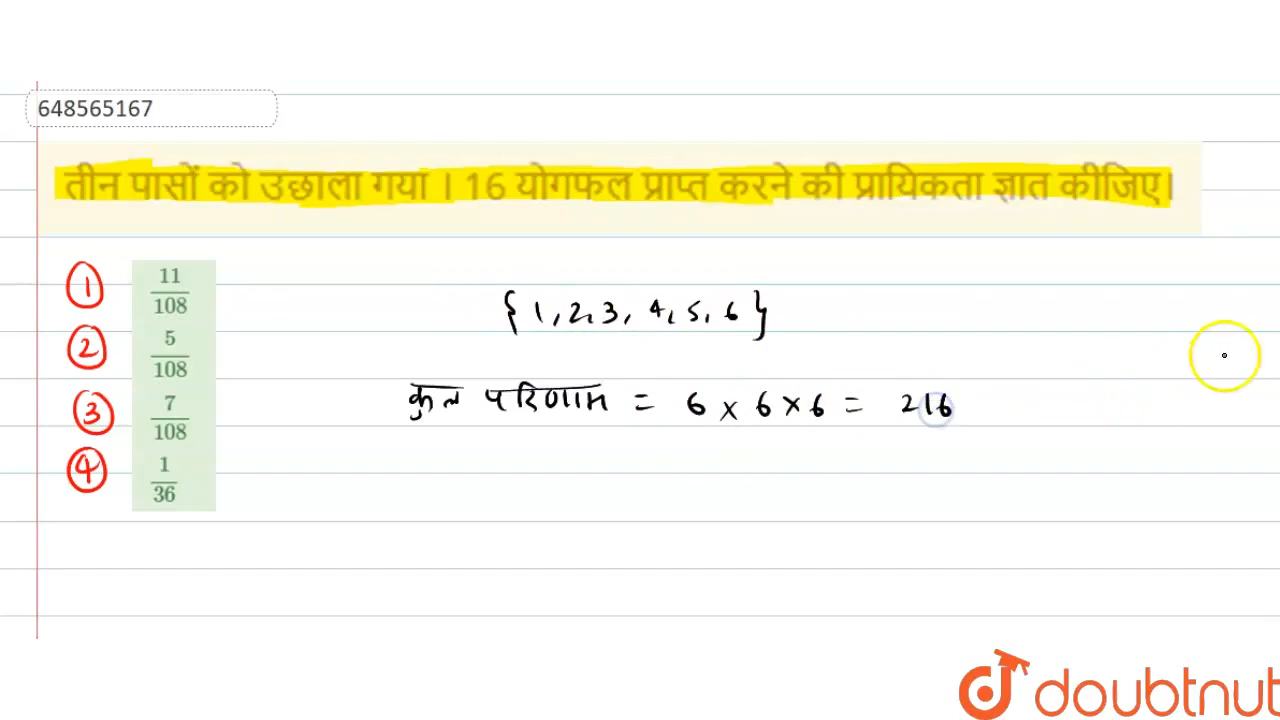 648565167
तीन पासों को उछाला गया । 16 योगफल प्राप्त करने की प्रायिकता ज्ञात कीजिए।
1 11/108
2 5/108
3 7/108
4 1/36
{1, 2, 3, 4, 5, 6}
कुल परिणाम = 6 × 6 × 6 = 216
doubtnut